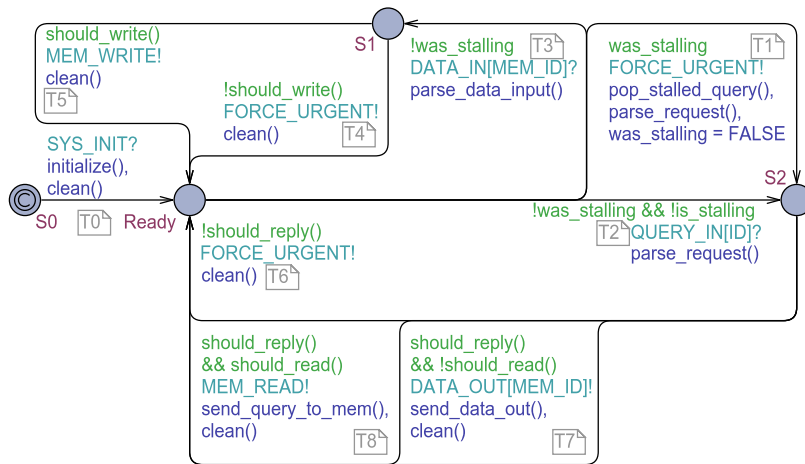 should_write()
MEM_WRITE!
clean()
T5
S1
!should_write()
FORCE_URGENT!
clean()
T4
!was_stalling
T3
DATA_IN[MEM_ID]?
parse_data_input()
was_stalling
T1
FORCE_URGENT!
pop_stalled_query(),
parse_request(),
was_stalling = FALSE
SYS_INIT?
initialize(),
clean()
C
S0
T0
Ready
S2
!was_stalling && !is_stalling
T2
QUERY_IN[ID]?
parse_request()
!should_reply()
FORCE_URGENT!
clean()
T6
should_reply()
&& should_read()
MEM_READ!
send_query_to_mem(),
clean()
T8
should_reply()
&& !should_read()
DATA_OUT[MEM_ID]!
send_data_out(),
clean()
T7